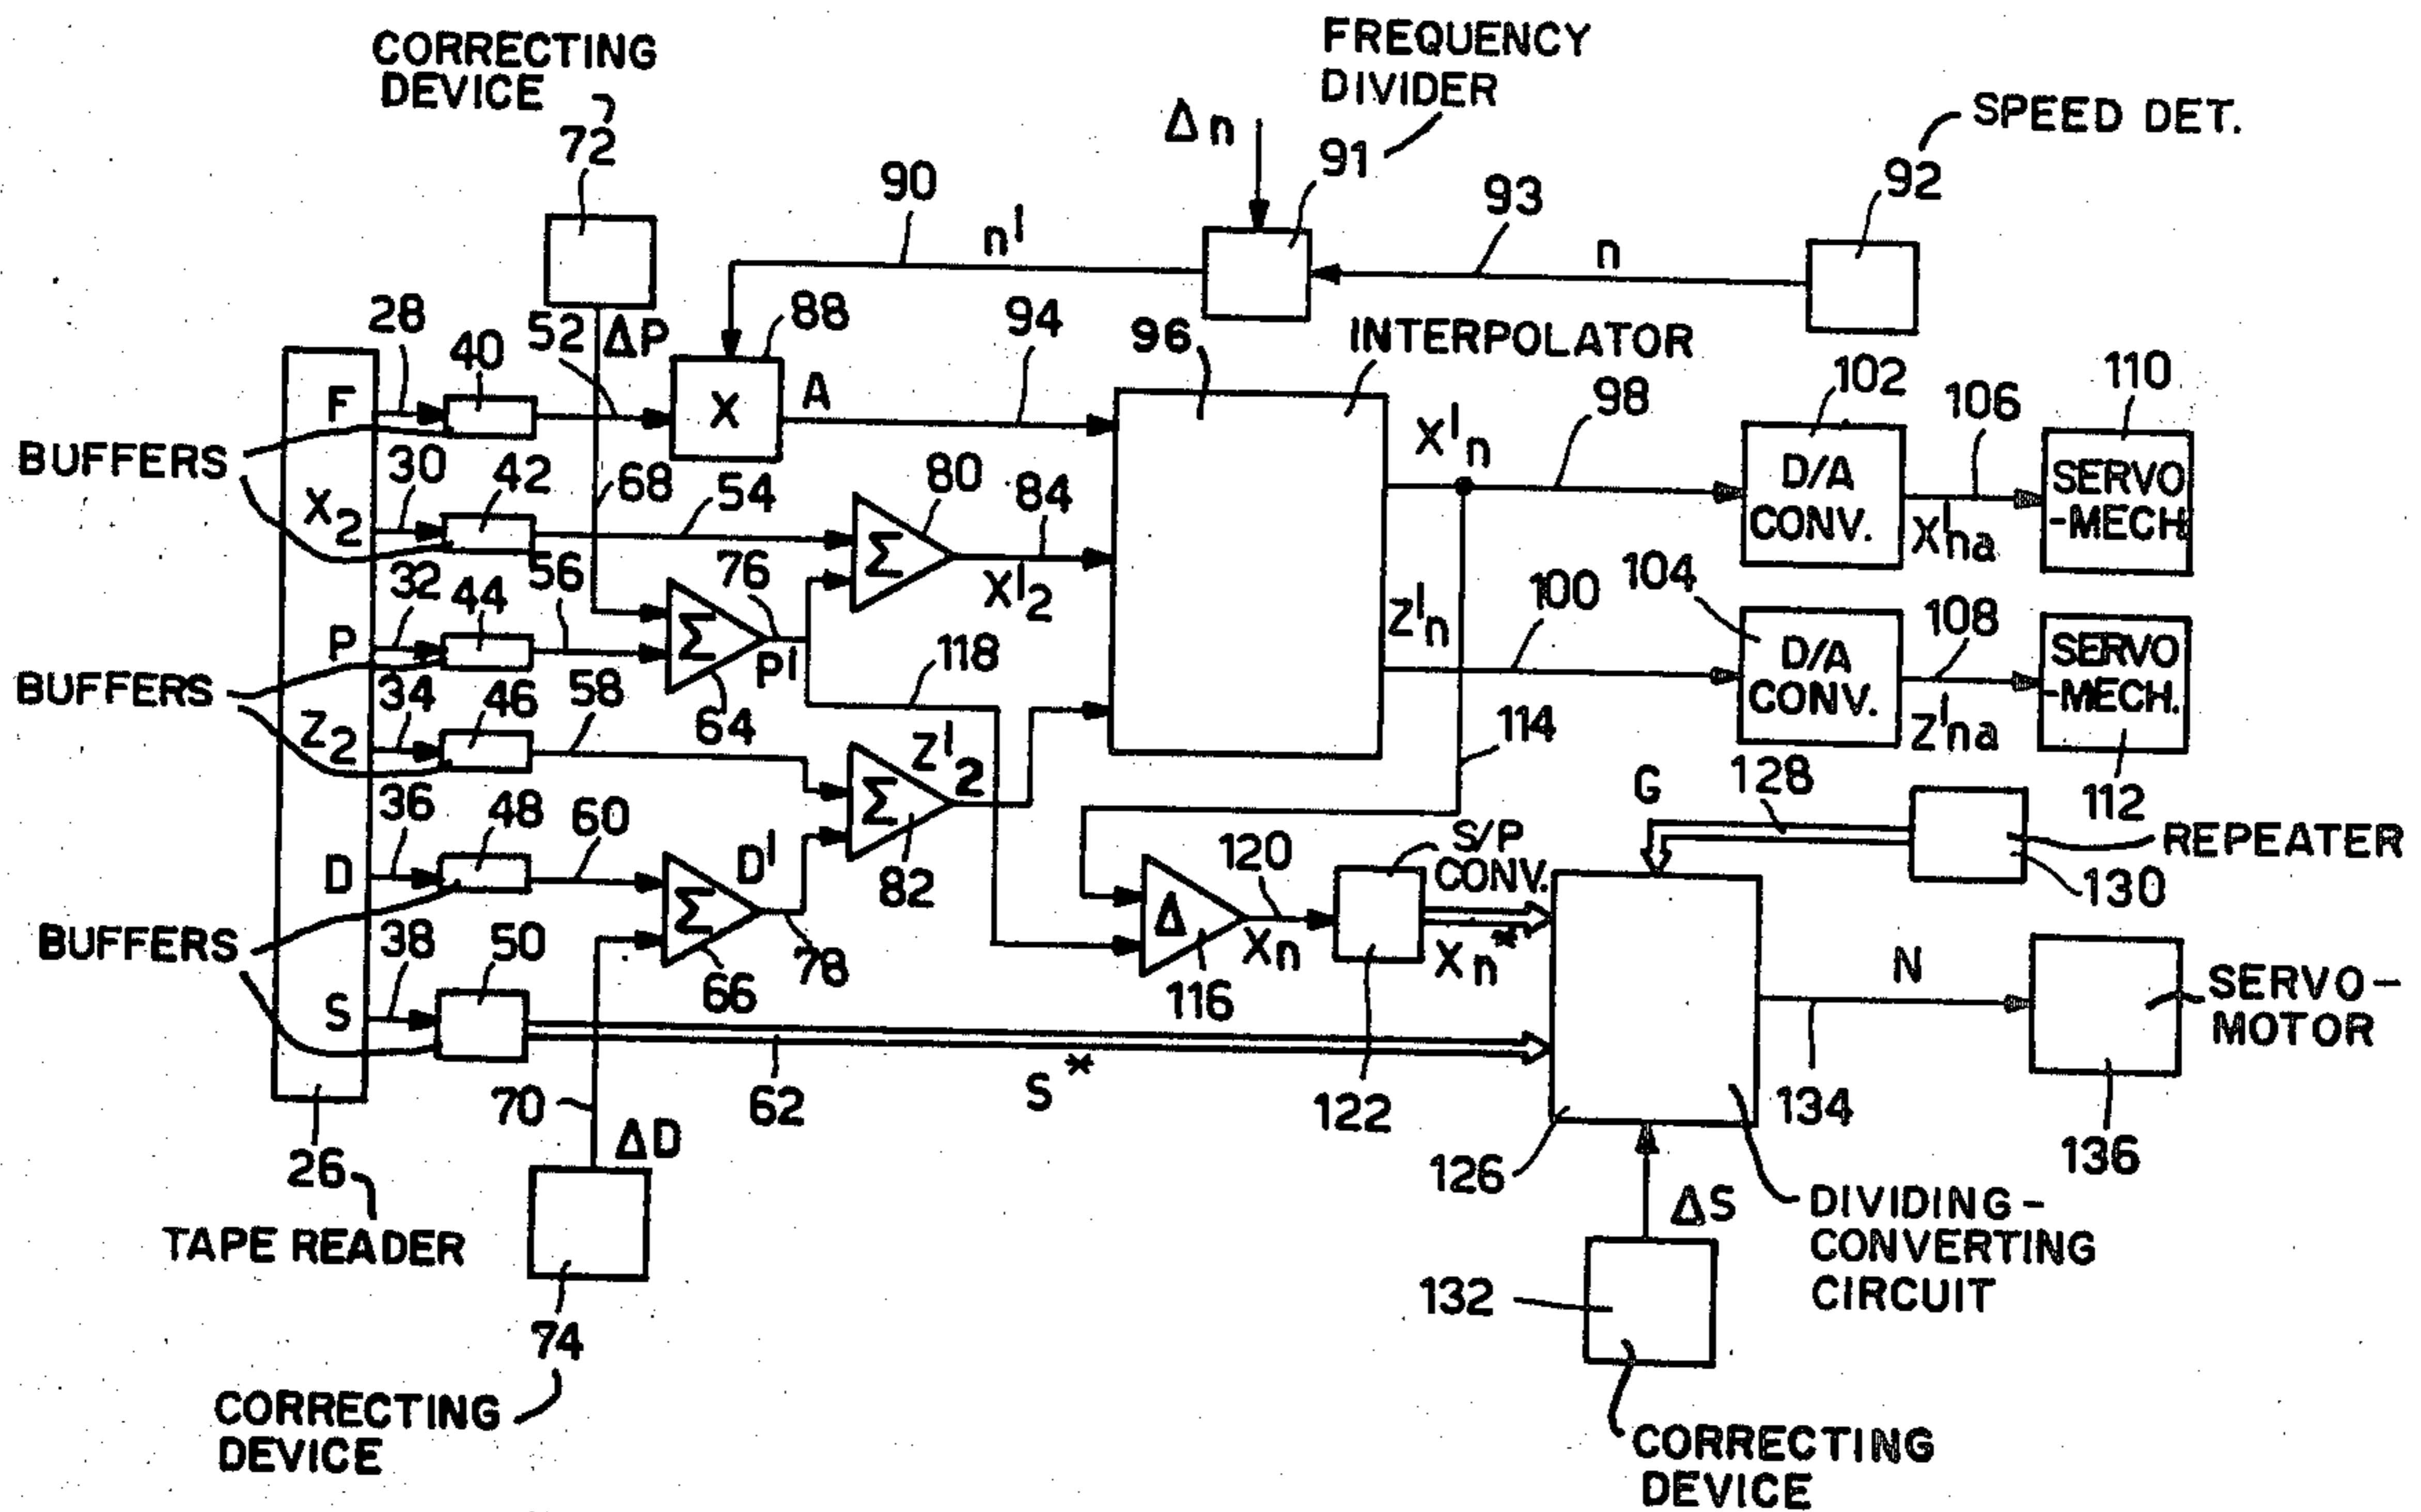 CORRECTING
DEVICE
72
FREQUENCY
DIVIDER
Δn
91
SPEED DET.
92
90
n'
93
n
28
40
52
ΔP
88
94
96
INTERPOLATOR
F
X
A
BUFFERS
30
42
68
54
80
84
X'n
98
102
106
110
X2
D/A
CONV.
X'na
SERVO
-MECH.
32
44
56
76
X'2
Z'n
100
104
108
P
Σ
Σ
P'
118
D/A
CONV.
Z'na
SERVO
-MECH.
BUFFERS
34
46
58
64
Z2
Z'2
114
G
128
112
36
48
60
Σ
82
S/P
CONV.
REPEATER
130
D
D'
120
Δ
Xn
Xn*
BUFFERS
38
50
Σ
66
78
116
N
SERVO-
MOTOR
S
62
S*
122
134
136
70
ΔD
26
126
TAPE READER
ΔS
DIVIDING-
CONVERTING
CIRCUIT
132
74
CORRECTING
DEVICE
CORRECTING
DEVICE